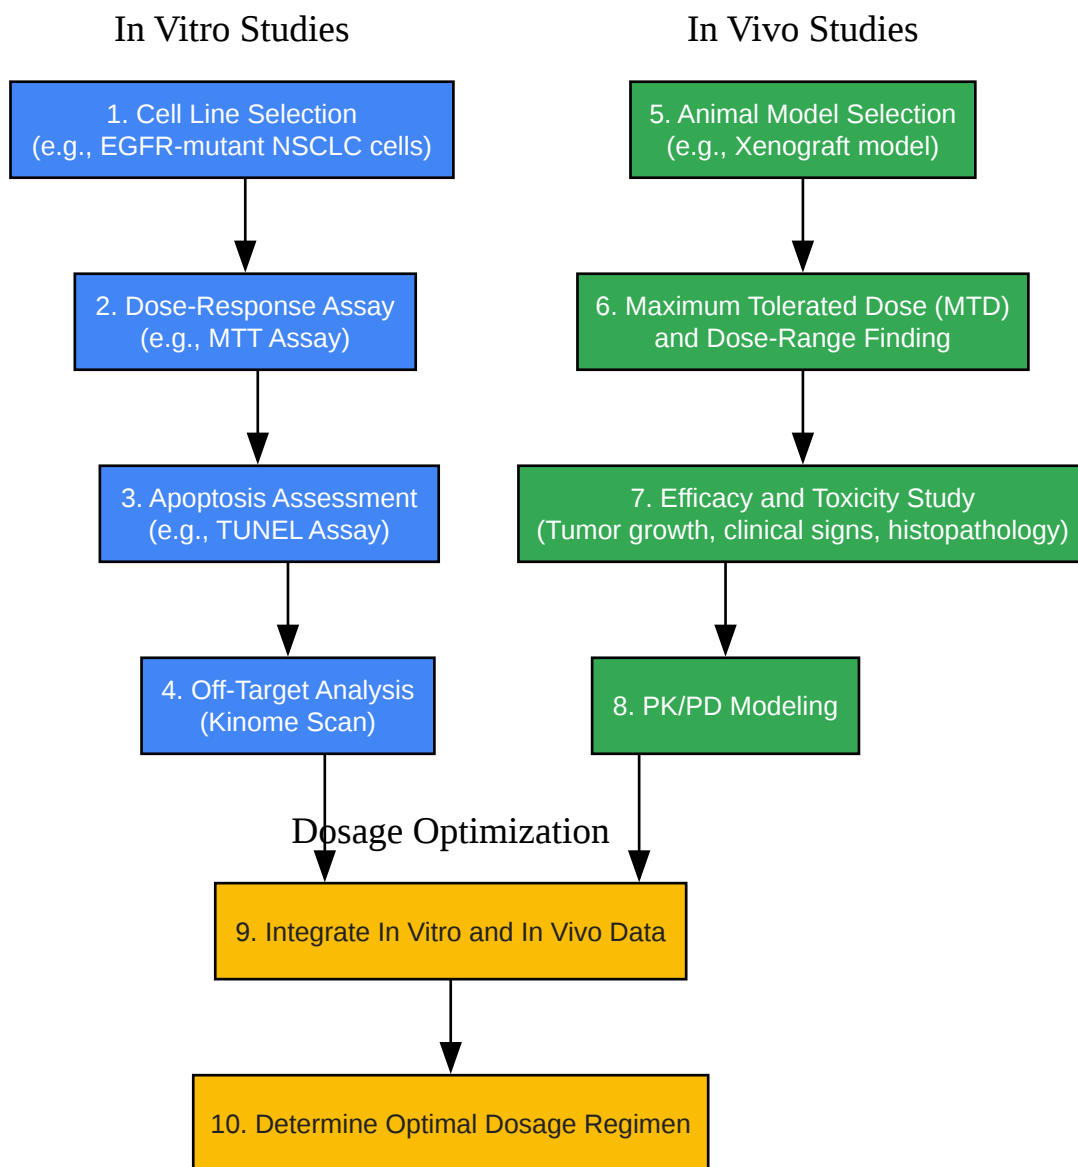 In Vitro Studies
1. Cell Line Selection
(e.g., EGFR-mutant NSCLC cells)
2. Dose-Response Assay
(e.g., MTT Assay)
3. Apoptosis Assessment
(e.g., TUNEL Assay)
4. Off-Target Analysis
(Kinome Scan)
In Vivo Studies
5. Animal Model Selection
(e.g., Xenograft model)
6. Maximum Tolerated Dose (MTD)
and Dose-Range Finding
7. Efficacy and Toxicity Study
(Tumor growth, clinical signs, histopathology)
8. PK/PD Modeling
Dosage Optimization
9. Integrate In Vitro and In Vivo Data
10. Determine Optimal Dosage Regimen